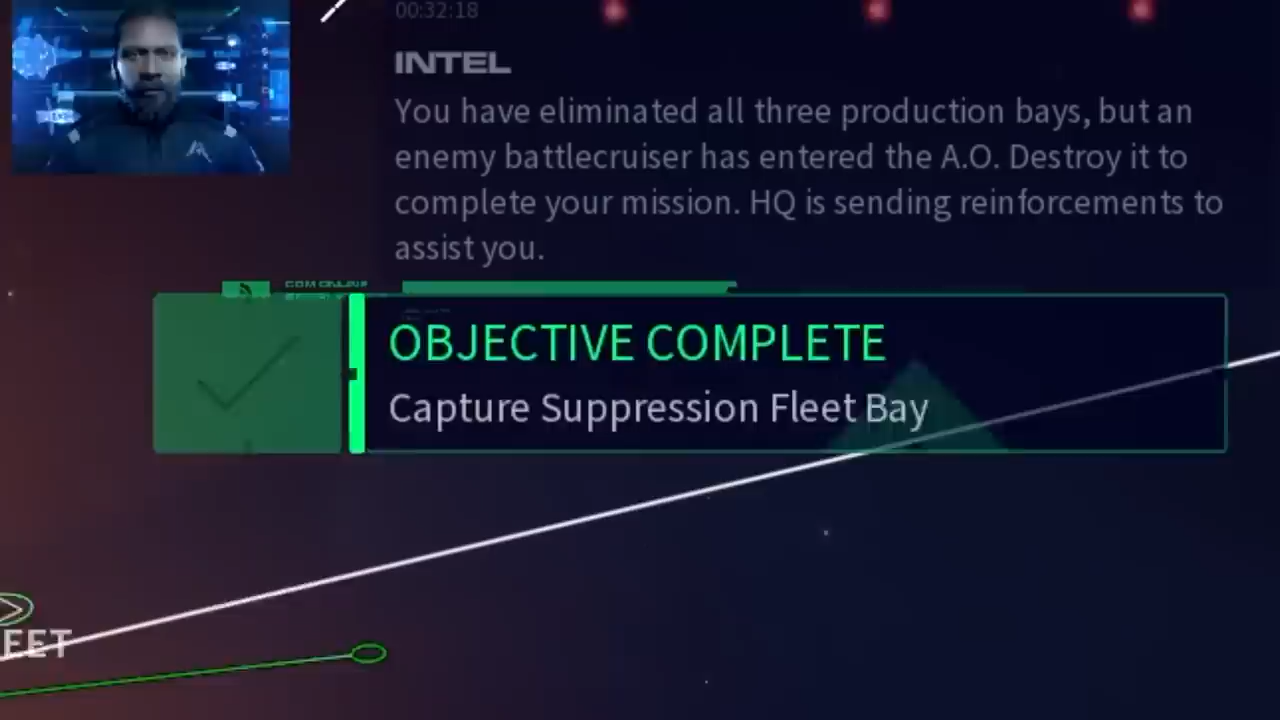 00:32:18
INTEL
You have eliminated all three production bays, but an
enemy battlecruiser has entered the A.O. Destroy it to
complete your mission. HQ is sending reinforcements to
assist you.
OBJECTIVE COMPLETE
Capture Suppression Fleet Bay
EET